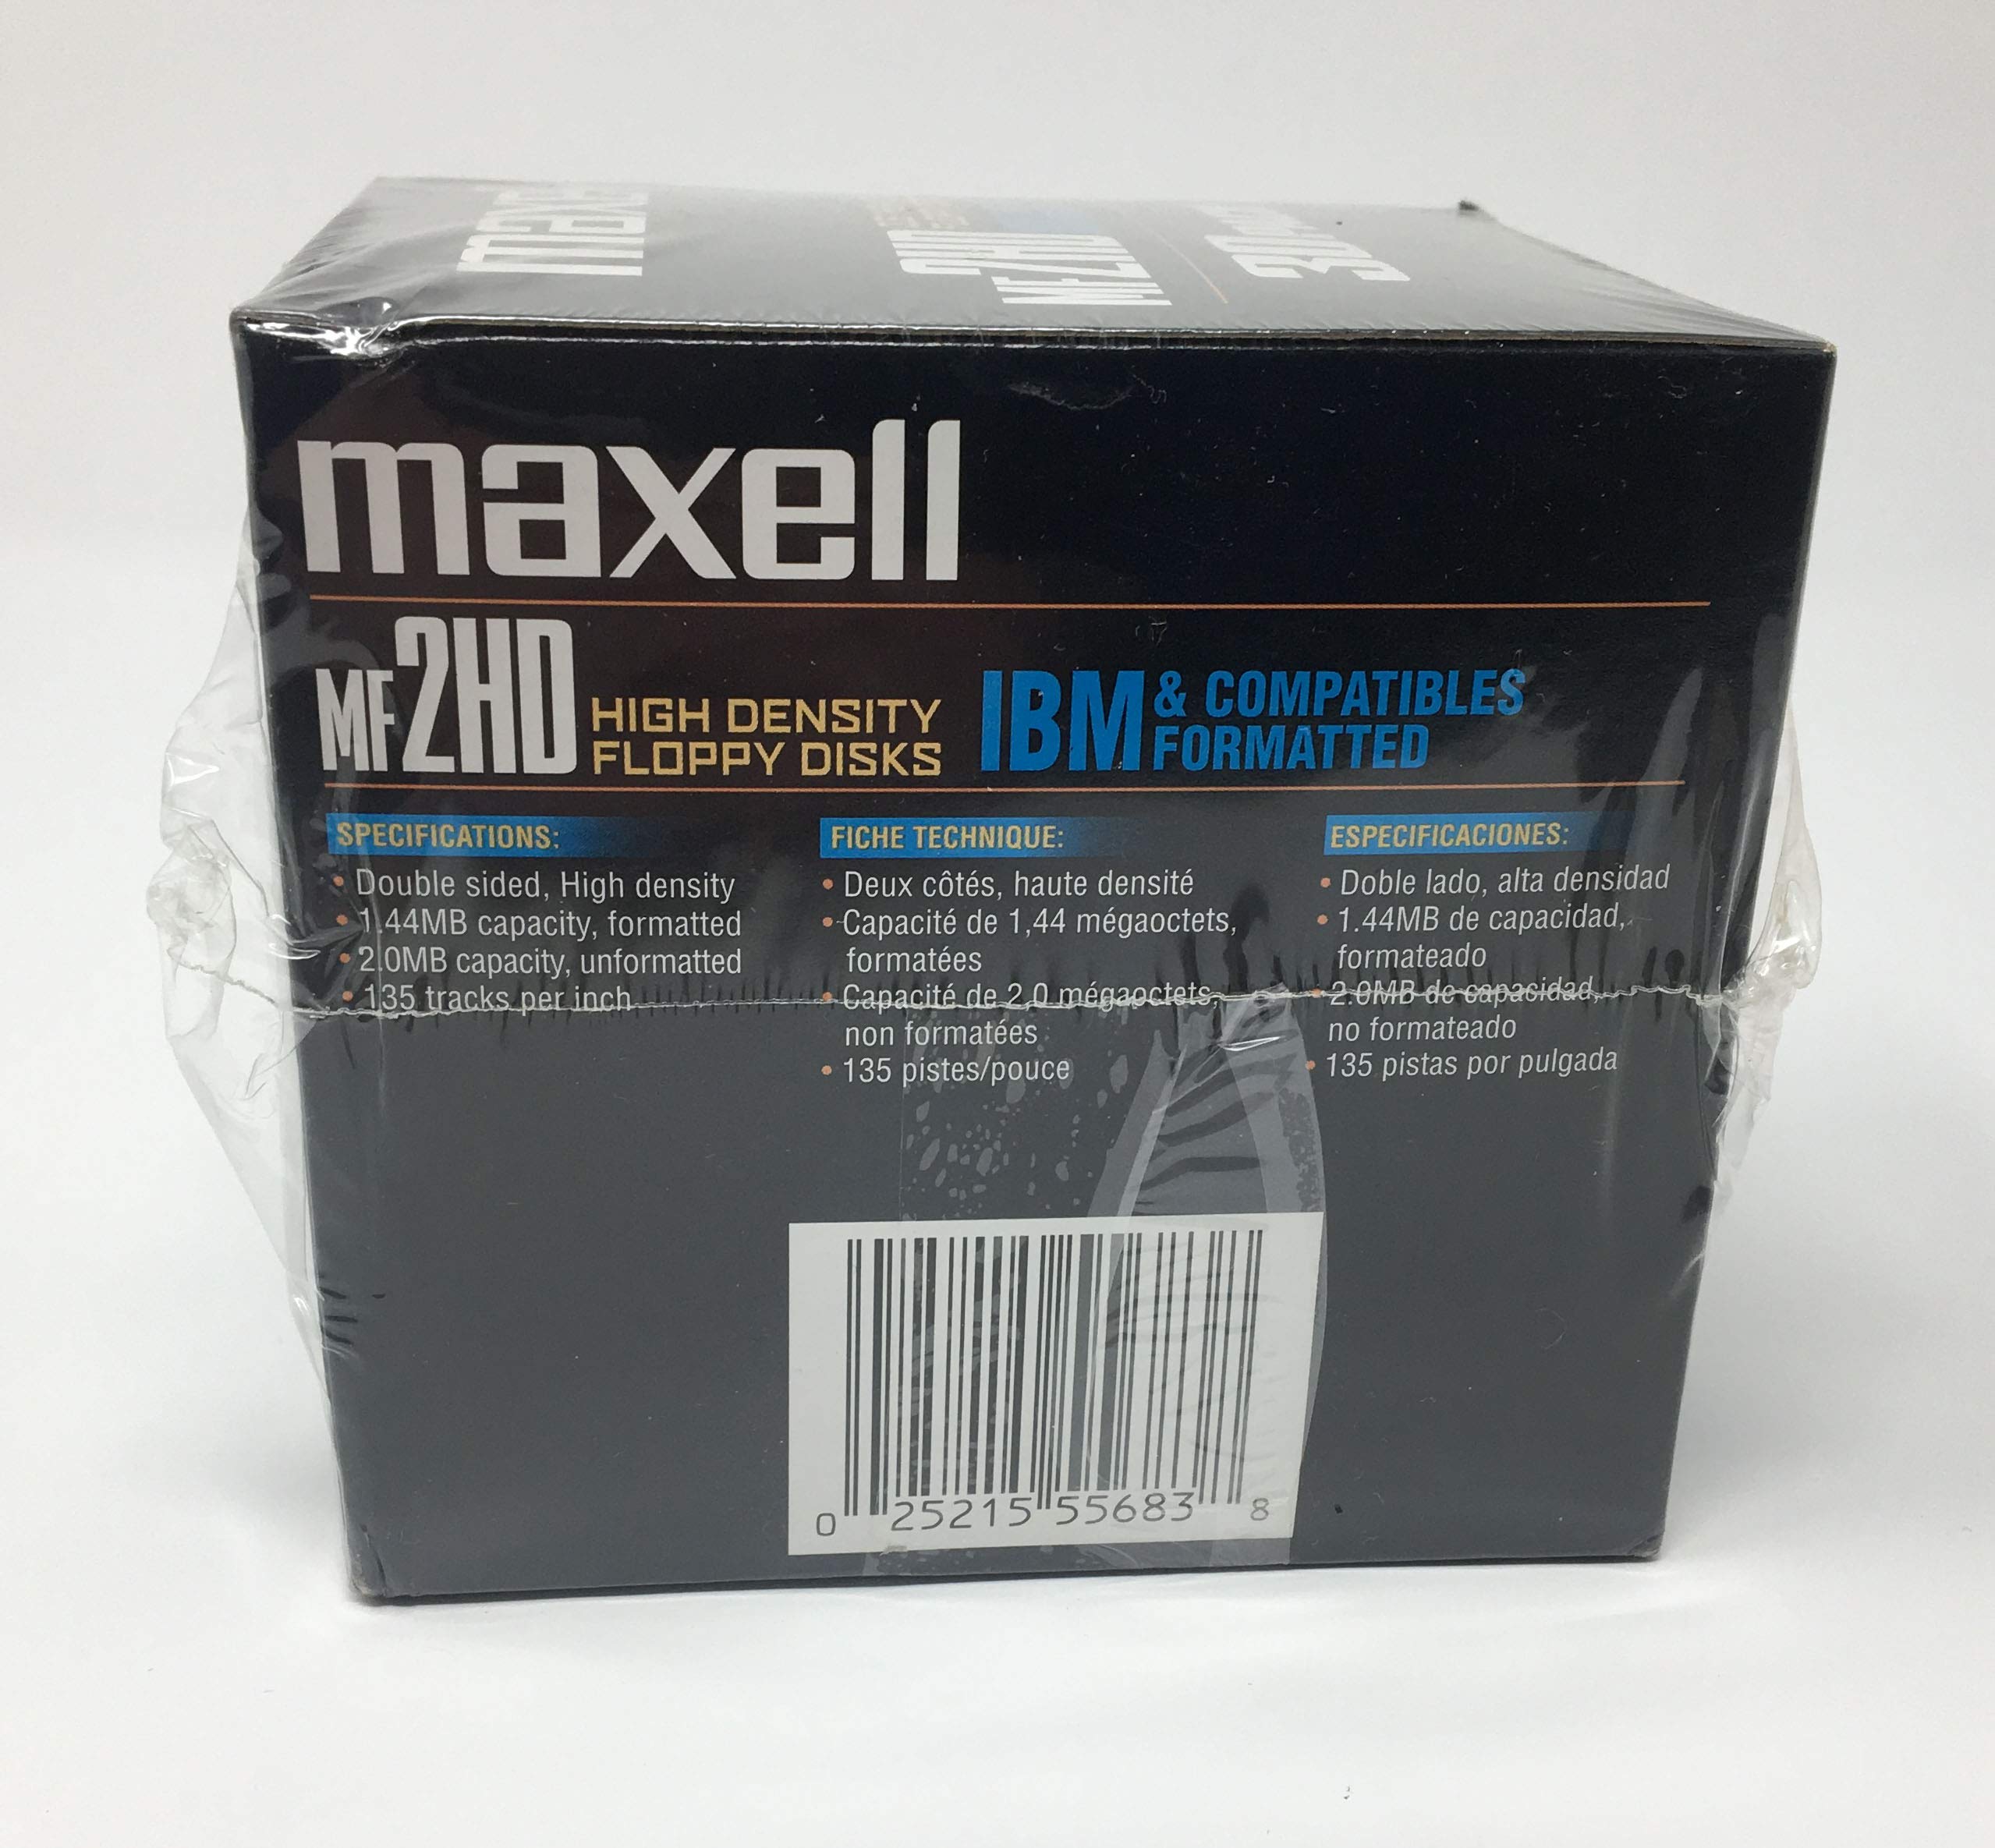 maxell
MF2HD
30
maxell
MF2HD HIGH DENSITY FLOPPY DISKS
IBM & COMPATIBLES FORMATTED
SPECIFICATIONS:
• Double sided, High density
• 1.44MB capacity, formatted
• 2.0MB capacity, unformatted
• 135 tracks per inch
FICHE TECHNIQUE:
• Deux côtés, haute densité
• Capacité de 1,44 mégaoctets,
formatées
• Capacité de 2,0 mégaoctets,
non formatées
• 135 pistes/pouce
ESPECIFICACIONES:
• Doble lado, alta densidad
• 1.44MB de capacidad,
formateado
• 2.0MB de capacidad,
no formateado
• 135 pistas por pulgada
0 25215 55683 8